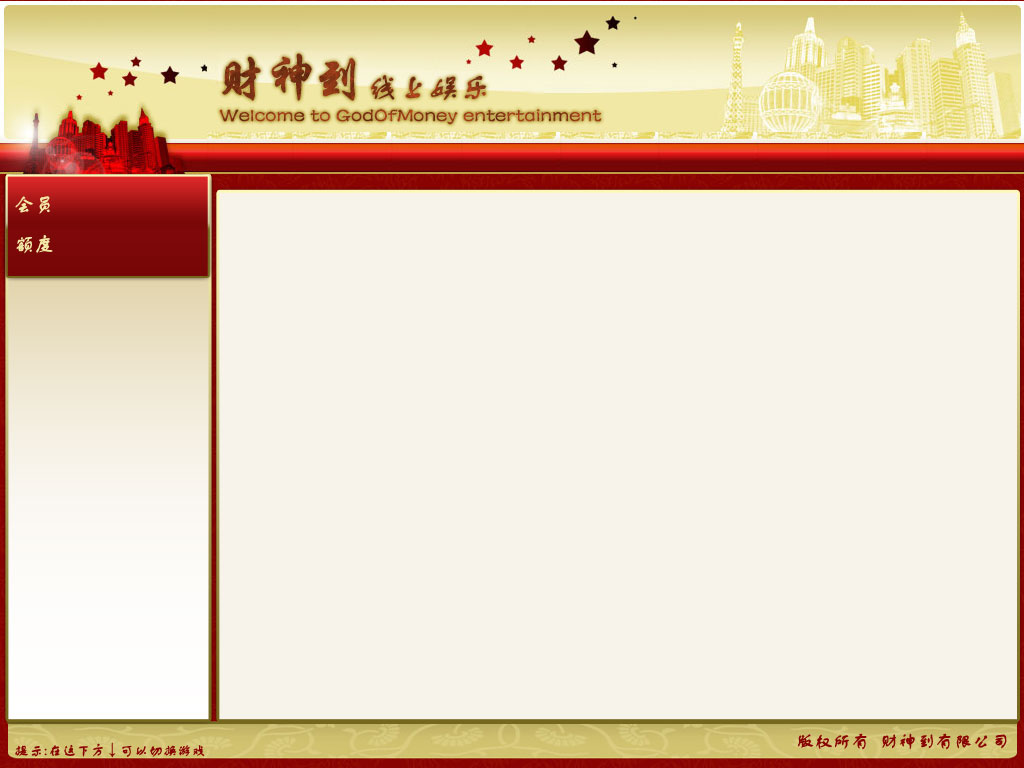 财神到 线上娱乐
Welcome to GodOfMoney entertainment
会员
额度
提示:在这下方↓可以切换游戏
版权所有 财神到有限公司